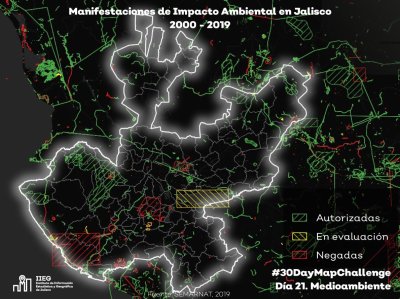 Manifestaciones de Impacto Ambiental en Jalisco
2000 - 2019
Autorizadas
En evaluación
Negadas
#30DayMapChallenge
Día 21. Medioambiente
IIEG
Instituto de Información
Estadística y Geográfica
de Jalisco
Fuente: SEMARNAT, 2019